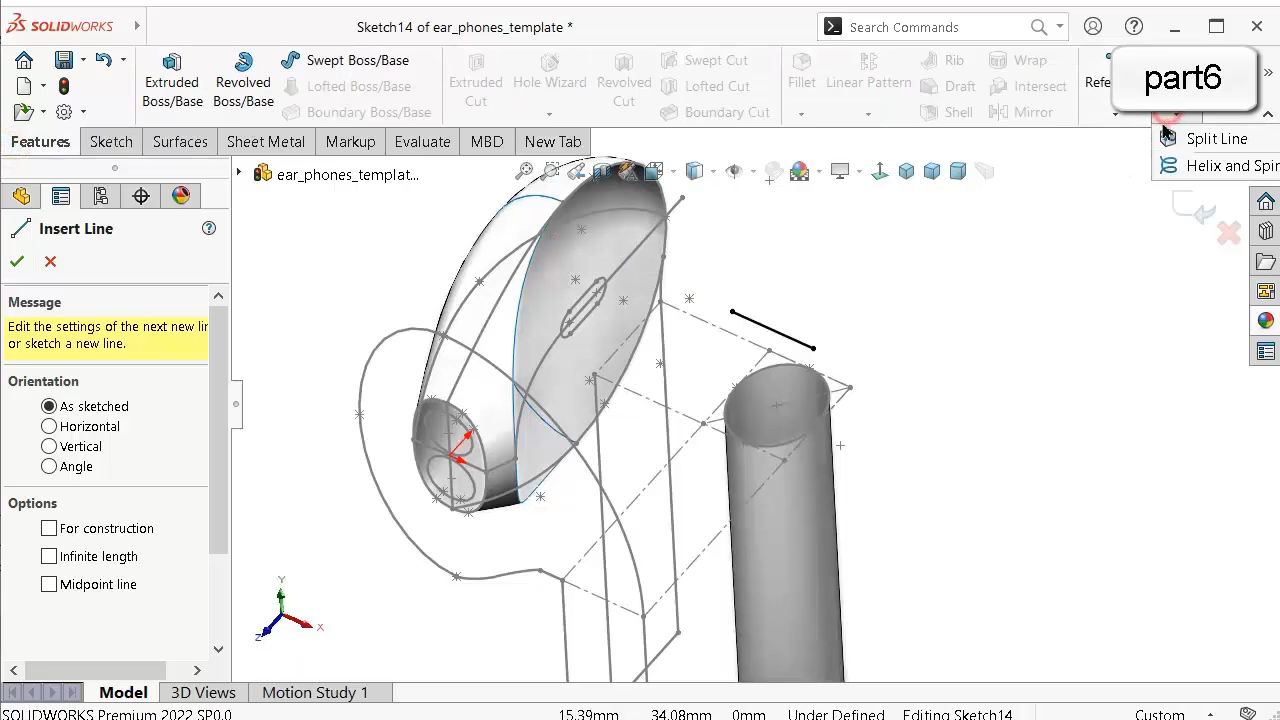 SOLIDWORKS
Sketch14 of ear_phones_template *
Search Commands
part6
Extruded Boss/Base
Revolved Boss/Base
Swept Boss/Base
Lofted Boss/Base
Boundary Boss/Base
Extruded Cut
Hole Wizard
Revolved Cut
Swept Cut
Lofted Cut
Boundary Cut
Fillet
Linear Pattern
Rib
Draft
Shell
Wrap
Intersect
Mirror
Refe
Split Line
Helix and Spir
Features
Sketch
Surfaces
Sheet Metal
Markup
Evaluate
MBD
New Tab
ear_phones_templat...
Insert Line
Message
Edit the settings of the next new lin
or sketch a new line.
Orientation
As sketched
Horizontal
Vertical
Angle
Options
For construction
Infinite length
Midpoint line
Y
X
Z
Model
3D Views
Motion Study 1
SOLIDWORKS Premium 2022 SP0.0
15.39mm
34.08mm
0mm
Under Defined
Editing Sketch14
Custom